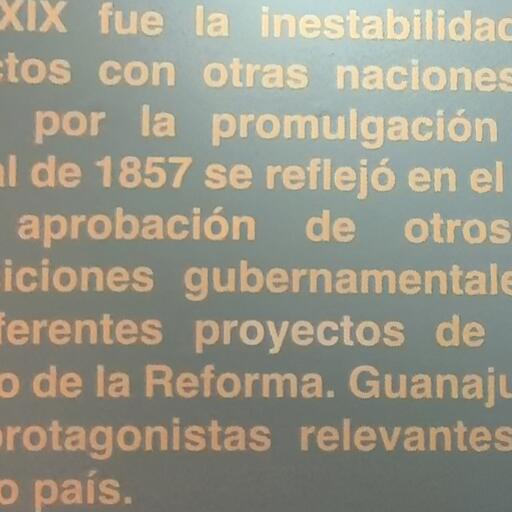 XIX fue la inestabilidad
ctos con otras naciones
por la promulgación
al de 1857 se reflejó en el
aprobación de otros
iciones gubernamentale
ferentes proyectos de
o de la Reforma. Guanaju
protagonistas relevantes
o país.